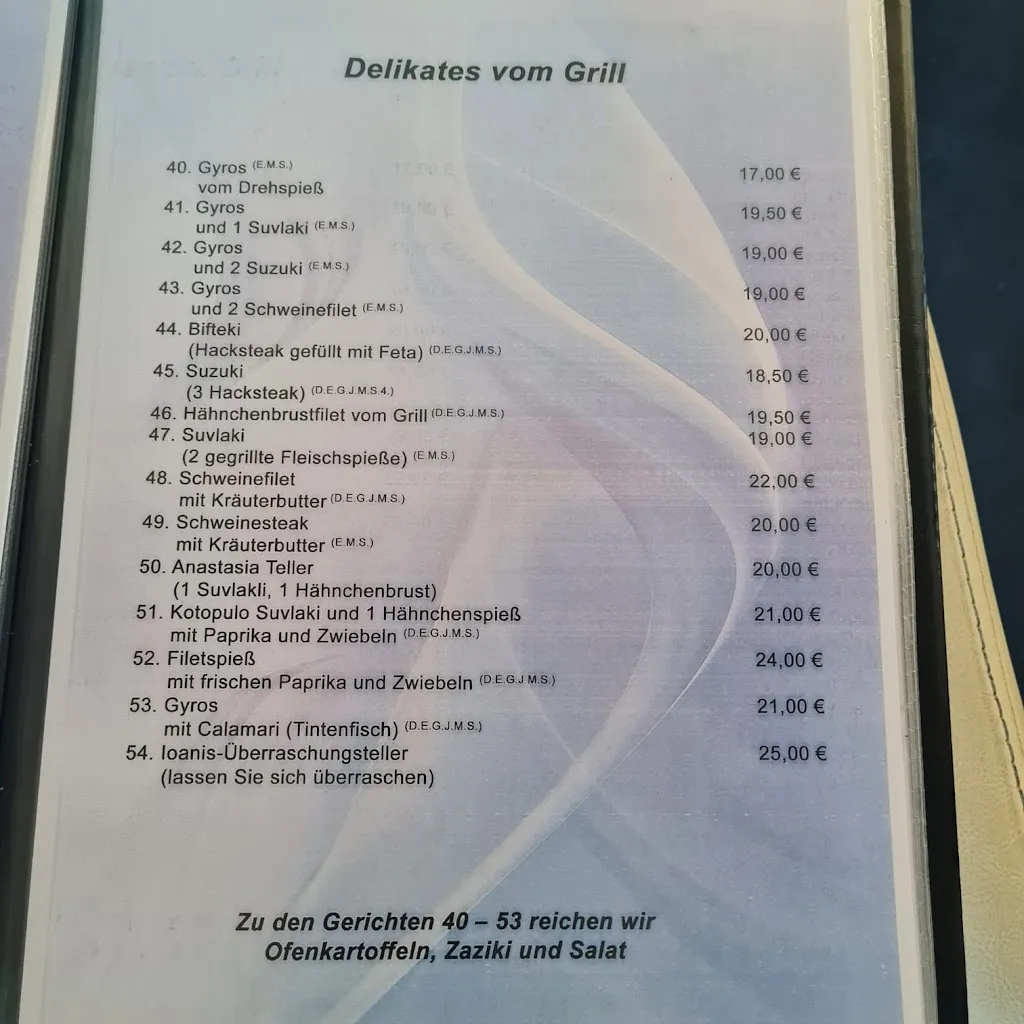 Delikates vom Grill
40. Gyros (E.M.S.) 17,00 €
vom Drehspieß
41. Gyros 19,50 €
und 1 Suvlaki (E.M.S.)
42. Gyros 19,00 €
und 2 Suzuki (E.M.S.)
43. Gyros 19,00 €
und 2 Schweinefilet (E.M.S.)
44. Bifteki 20,00 €
(Hacksteak gefüllt mit Feta) (D.E.G.J.M.S.)
45. Suzuki 18,50 €
(3 Hacksteak) (D.E.G.J.M.S.4.)
46. Hähnchenbrustfilet vom Grill (D.E.G.J.M.S.) 19,50 €
47. Suvlaki 19,00 €
(2 gegrillte Fleischspieße) (E.M.S.)
48. Schweinefilet 22,00 €
mit Kräuterbutter (D.E.G.J.M.S.)
49. Schweinesteak 20,00 €
mit Kräuterbutter (E.M.S.)
50. Anastasia Teller 20,00 €
(1 Suvlakli, 1 Hähnchenbrust)
51. Kotopulo Suvlaki und 1 Hähnchenspieß 21,00 €
mit Paprika und Zwiebeln (D.E.G.J.M.S.)
52. Filetspieß 24,00 €
mit frischen Paprika und Zwiebeln (D.E.G.J M.S.)
53. Gyros 21,00 €
mit Calamari (Tintenfisch) (D.E.G.J.M.S.)
54. Ioanis-Überraschungsteller 25,00 €
(lassen Sie sich überraschen)
Zu den Gerichten 40 – 53 reichen wir
Ofenkartoffeln, Zaziki und Salat